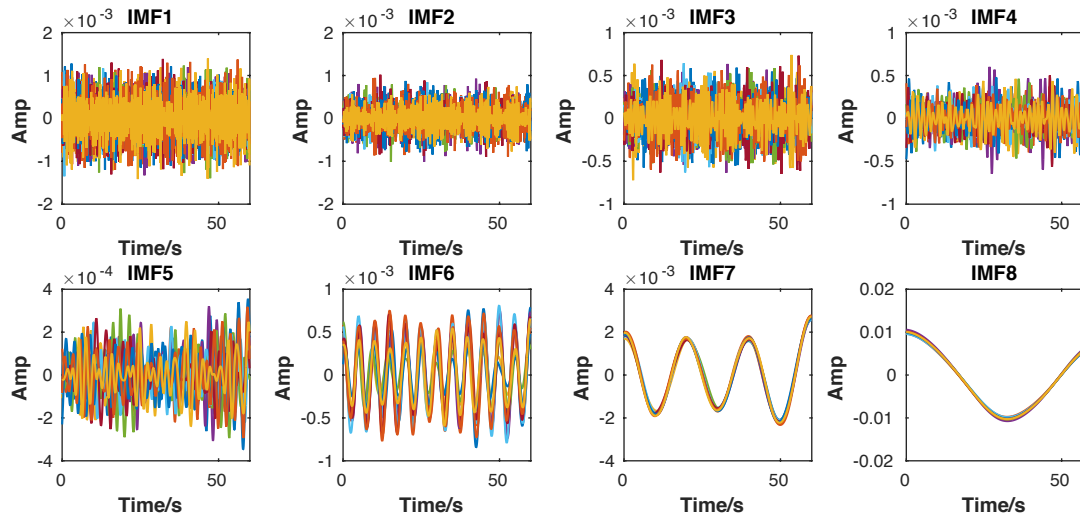 ×10⁻³ IMF1 ×10⁻³ IMF2 ×10⁻³ IMF3 ×10⁻³ IMF4
2 2 1 1
1 1 0.5 0.5
Amp 0 Amp 0 Amp 0 Amp 0
-1 -1 -0.5 -0.5
-2 -2 -1 -1
0 50 0 50 0 50 0 50
Time/s Time/s Time/s Time/s
×10⁻⁴ IMF5 ×10⁻³ IMF6 ×10⁻³ IMF7 IMF8
4 1 4 0.02
2 0.5 2 0.01
Amp 0 Amp 0 Amp 0 Amp 0
-2 -0.5 -2 -0.01
-4 -1 -4 -0.02
0 50 0 50 0 50 0 50
Time/s Time/s Time/s Time/s